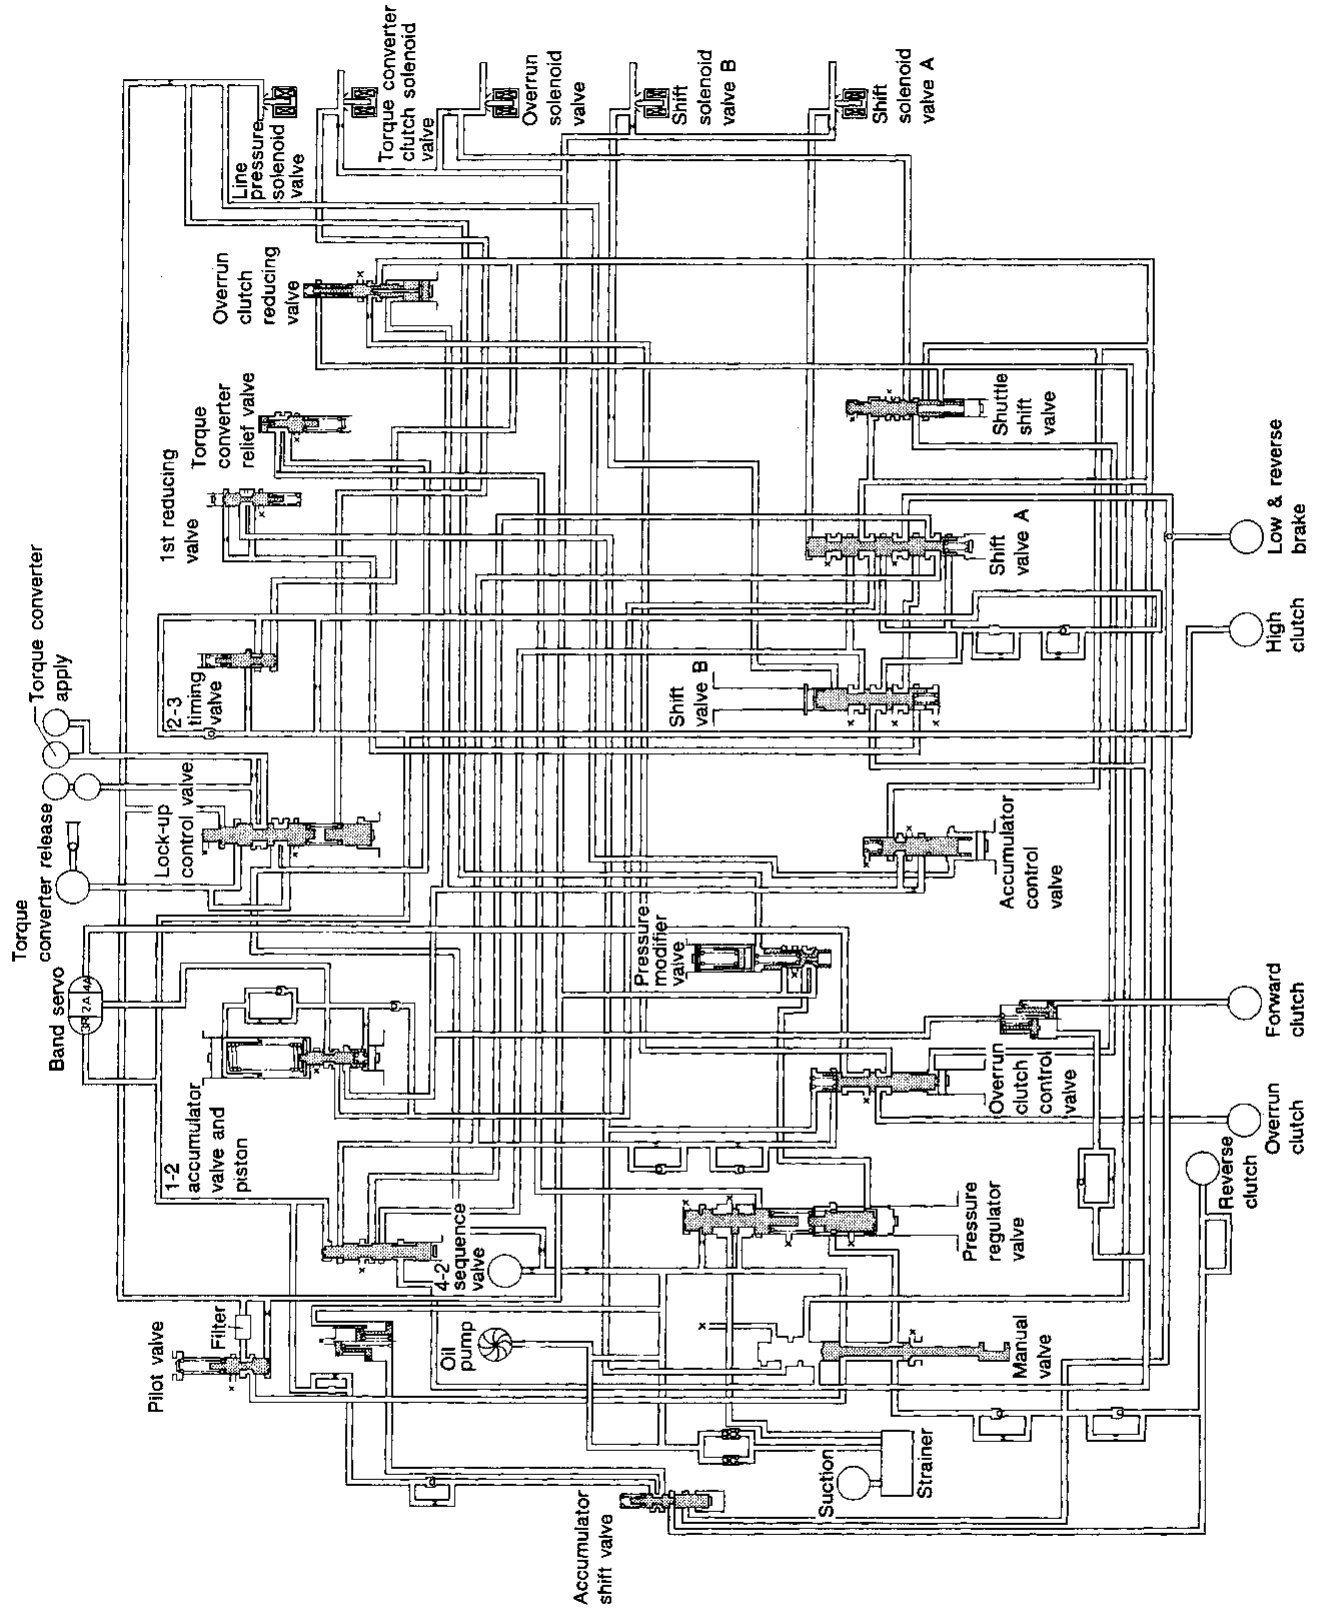 Torque
converter release
Torque converter
apply
Band servo
3R
2A
4A
Lock-up
control valve
2-3
timing
valve
1st reducing
valve
Torque
converter
relief valve
Overrun
clutch
reducing
valve
Line
pressure
solenoid
valve
Torque converter
clutch solenoid
valve
Overrun
solenoid
valve
Shift
solenoid
valve B
Shift
solenoid
valve A
Pilot valve
Filter
1-2
accumulator
valve and
piston
4-2
sequence
valve
Oil
pump
Pressure
modifier
valve
Shift
valve B
Shift
valve A
Shuttle
shift
valve
Accumulator
control
valve
Overrun
clutch
control
valve
Pressure
regulator
valve
Manual
valve
Suction
Strainer
Accumulator
shift valve
Reverse
clutch
Overrun
clutch
Forward
clutch
High
clutch
Low & reverse
brake